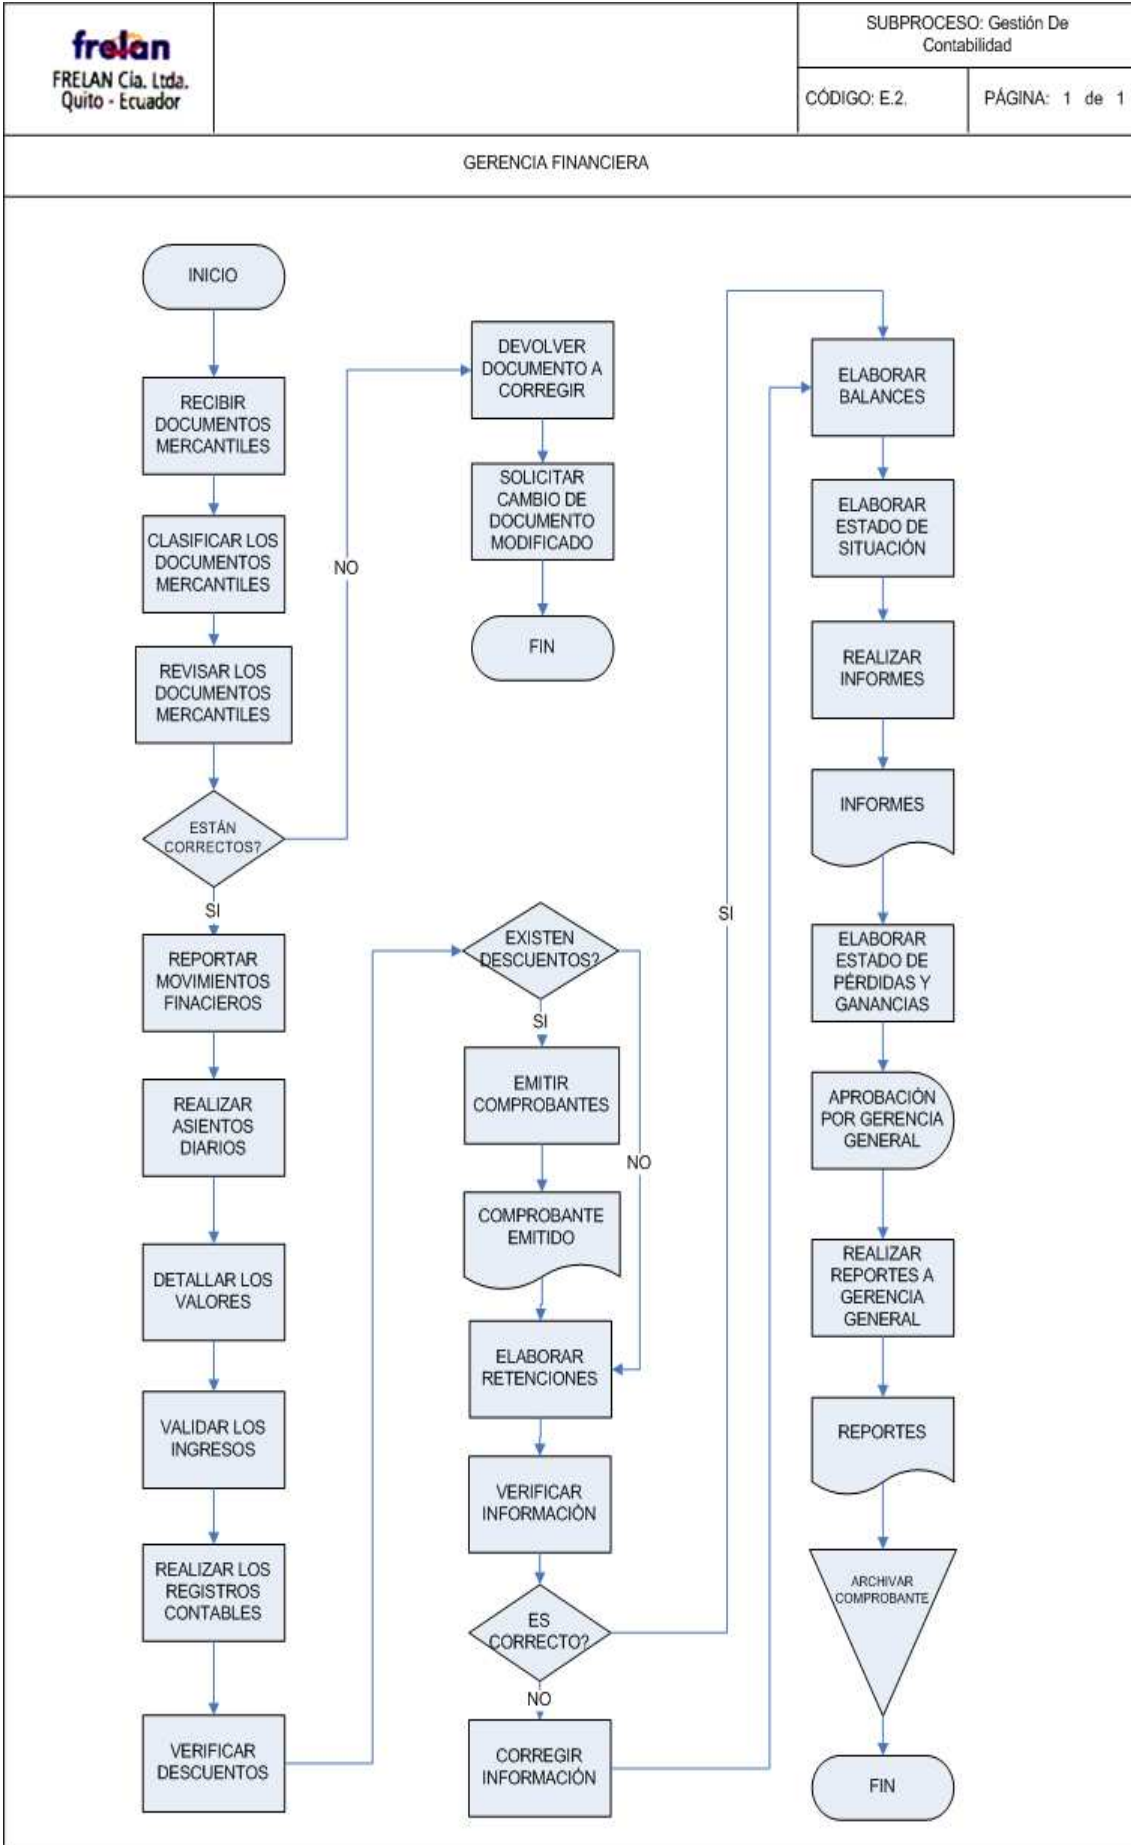 frelan
FRELAN Cía. Ltda.
Quito - Ecuador
SUBPROCESO: Gestión De
Contabilidad
CÓDIGO: E.2.
PÁGINA: 1 de 1
GERENCIA FINANCIERA
INICIO
RECIBIR
DOCUMENTOS
MERCANTILES
CLASIFICAR LOS
DOCUMENTOS
MERCANTILES
REVISAR LOS
DOCUMENTOS
MERCANTILES
ESTÁN
CORRECTOS?
NO
SI
DEVOLVER
DOCUMENTO A
CORREGIR
SOLICITAR
CAMBIO DE
DOCUMENTO
MODIFICADO
FIN
REPORTAR
MOVIMIENTOS
FINACIEROS
REALIZAR
ASIENTOS
DIARIOS
DETALLAR LOS
VALORES
VALIDAR LOS
INGRESOS
REALIZAR LOS
REGISTROS
CONTABLES
VERIFICAR
DESCUENTOS
EXISTEN
DESCUENTOS?
SI
NO
EMITIR
COMPROBANTES
COMPROBANTE
EMITIDO
ELABORAR
RETENCIONES
VERIFICAR
INFORMACIÓN
ES
CORRECTO?
SI
NO
CORREGIR
INFORMACIÓN
ELABORAR
BALANCES
ELABORAR
ESTADO DE
SITUACIÓN
REALIZAR
INFORMES
INFORMES
ELABORAR
ESTADO DE
PÉRDIDAS Y
GANANCIAS
APROBACIÓN
POR GERENCIA
GENERAL
REALIZAR
REPORTES A
GERENCIA
GENERAL
REPORTES
ARCHIVAR
COMPROBANTE
FIN